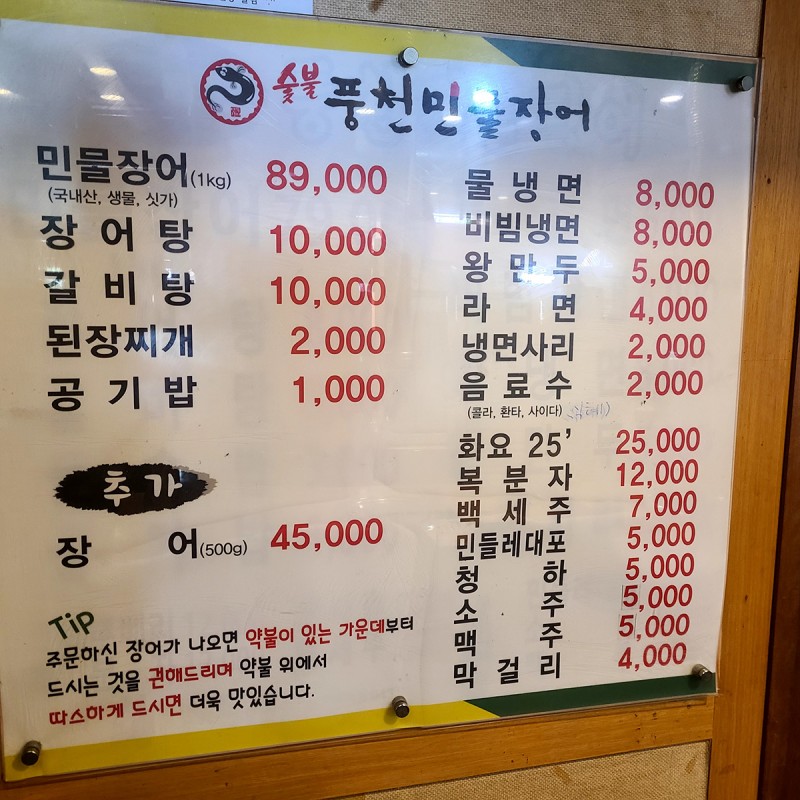 숯불 풍천민물장어
민물장어(1kg) 89,000
(국내산, 생물, 싯가)
장어탕 10,000
갈비탕 10,000
된장찌개 2,000
공기밥 1,000
추가
장어(500g) 45,000
TiP
주문하신 장어가 나오면 약불이 있는 가운데부터
드시는 것을 권해드리며 약불 위에서
따스하게 드시면 더욱 맛있습니다.
물냉면 8,000
비빔냉면 8,000
왕만두 5,000
라면 4,000
냉면사리 2,000
음료수 2,000
(콜라, 환타, 사이다)
화요 25' 25,000
복분자 12,000
백세주 7,000
민들레대포 5,000
청하 5,000
소주 5,000
맥주 5,000
막걸리 4,000